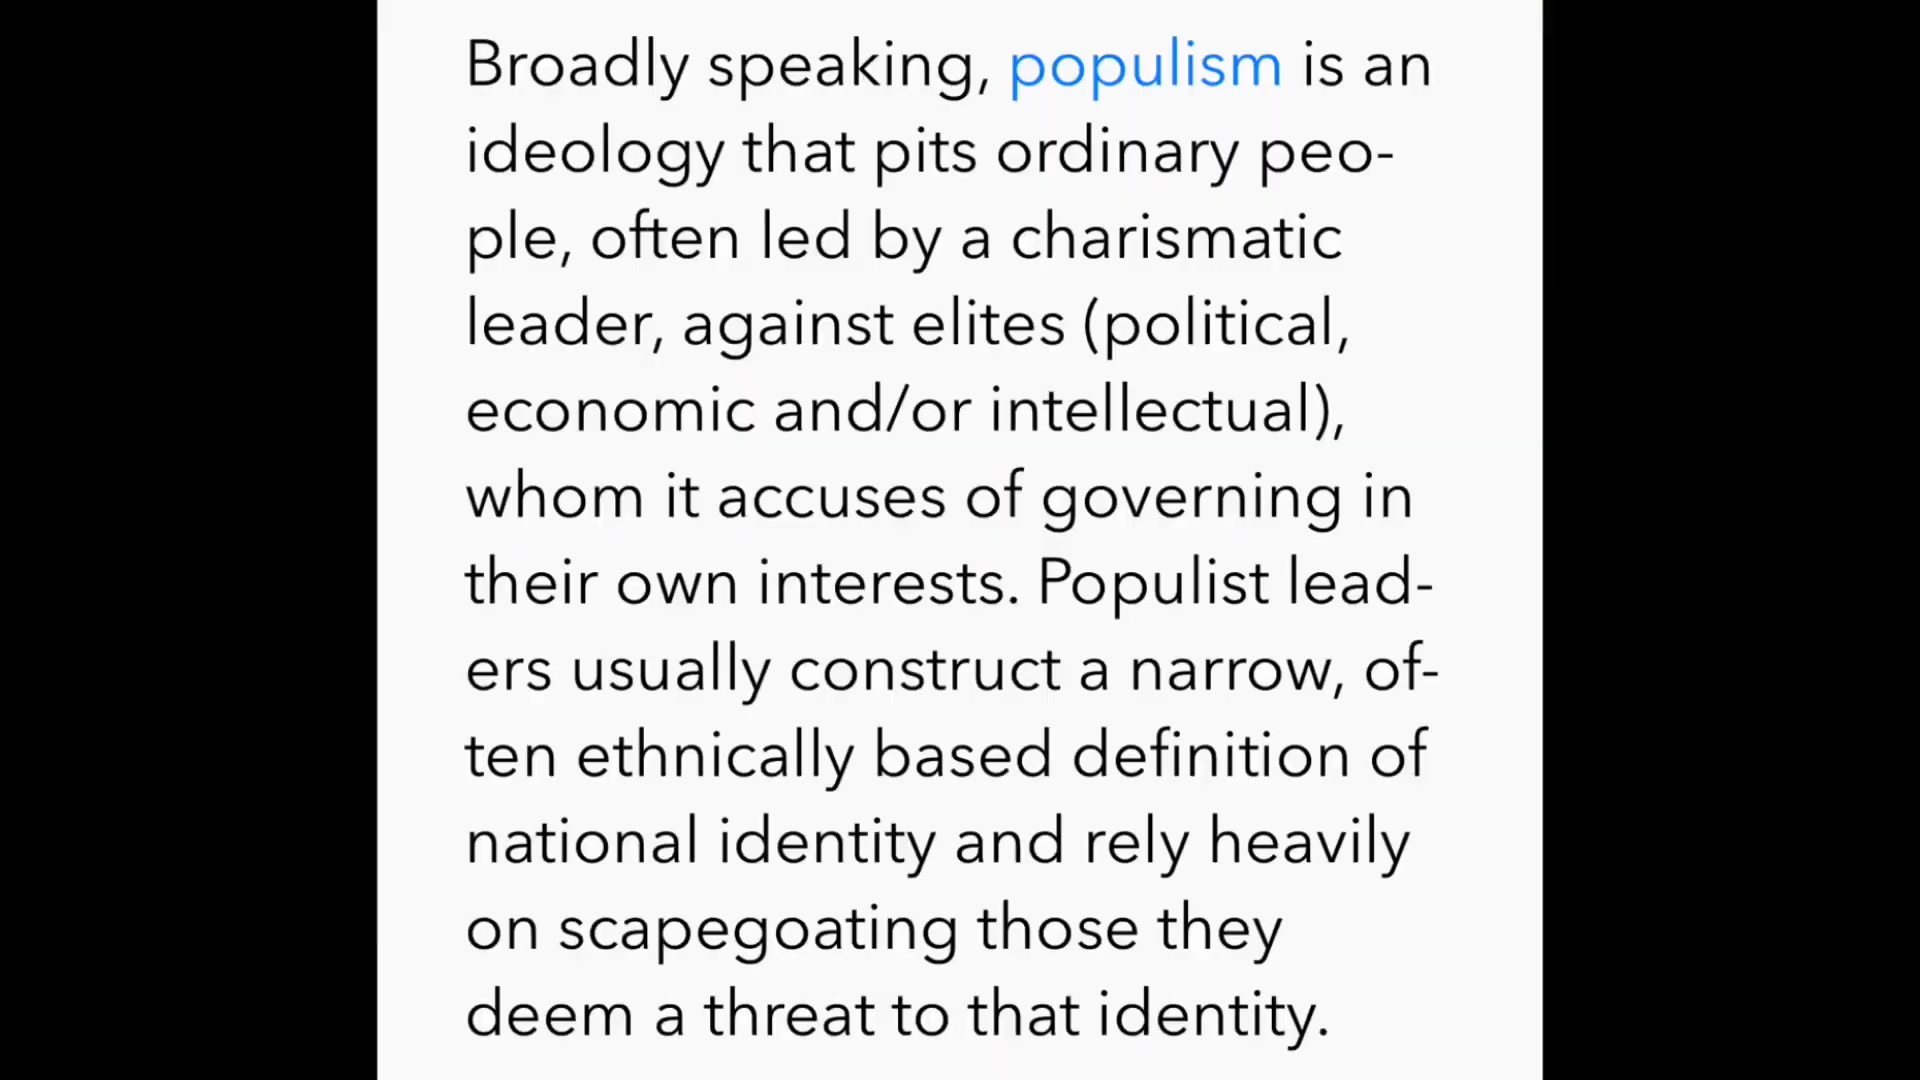 Broadly speaking, populism is an
ideology that pits ordinary peo-
ple, often led by a charismatic
leader, against elites (political,
economic and/or intellectual),
whom it accuses of governing in
their own interests. Populist lead-
ers usually construct a narrow, of-
ten ethnically based definition of
national identity and rely heavily
on scapegoating those they
deem a threat to that identity.